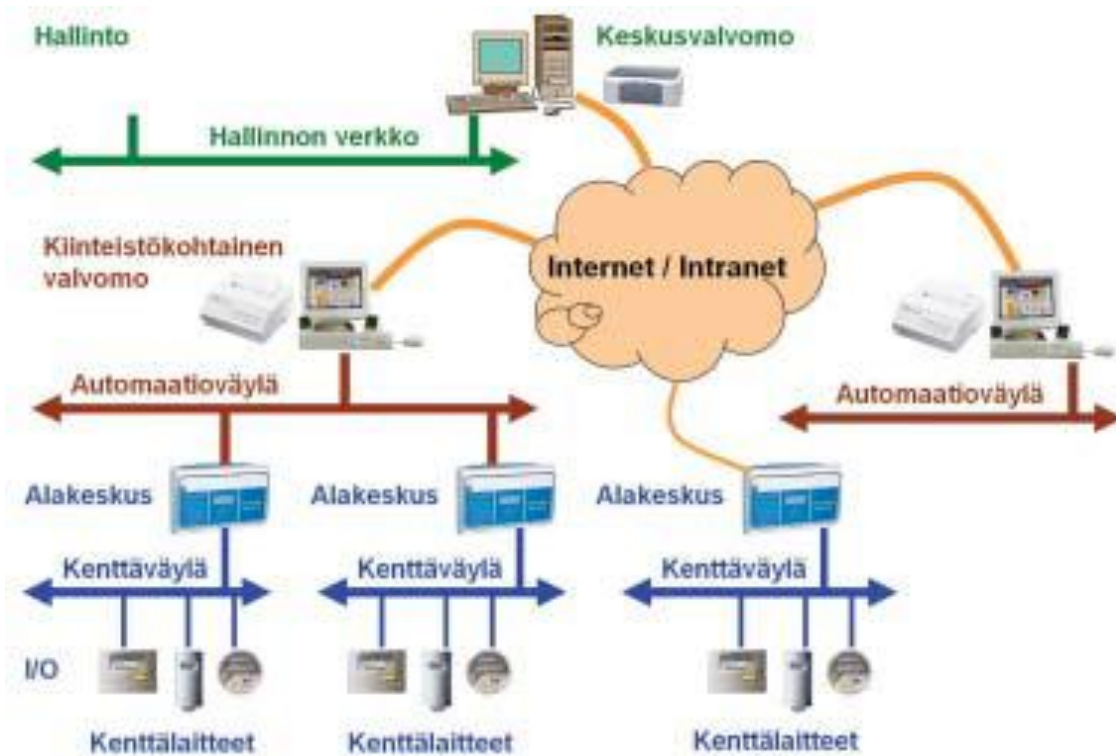 Hallinto
Keskusvalvomo
Hallinnon verkko
Kiinteistökohtainen
valvomo
Internet / Intranet
Automaatioväylä
Automaatioväylä
Alakeskus
Alakeskus
Alakeskus
Kenttäväylä
Kenttäväylä
Kenttäväylä
I/O
Kenttälaitteet
Kenttälaitteet
Kenttälaitteet